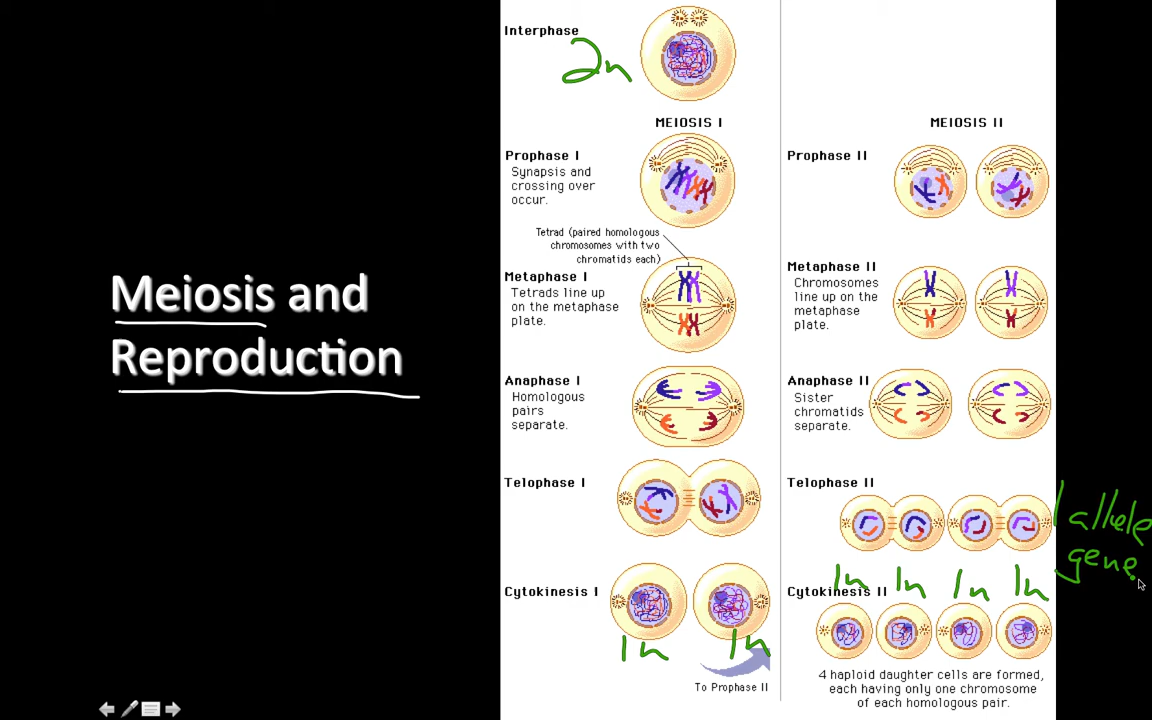 Meiosis and
Reproduction
Interphase
2n
MEIOSIS I
Prophase I
Synapsis and
crossing over
occur.
Tetrad (paired homologous
chromosomes with two
chromatids each)
Metaphase I
Tetrads line up
on the metaphase
plate.
Anaphase I
Homologous
pairs
separate.
Telophase I
Cytokinesis I
1n 1n
To Prophase II
MEIOSIS II
Prophase II
Metaphase II
Chromosomes
line up on the
metaphase
plate.
Anaphase II
Sister
chromatids
separate.
Telophase II
1 allele
gene
1n 1n 1n 1n
Cytokinesis II
4 haploid daughter cells are formed,
each having only one chromosome
of each homologous pair.